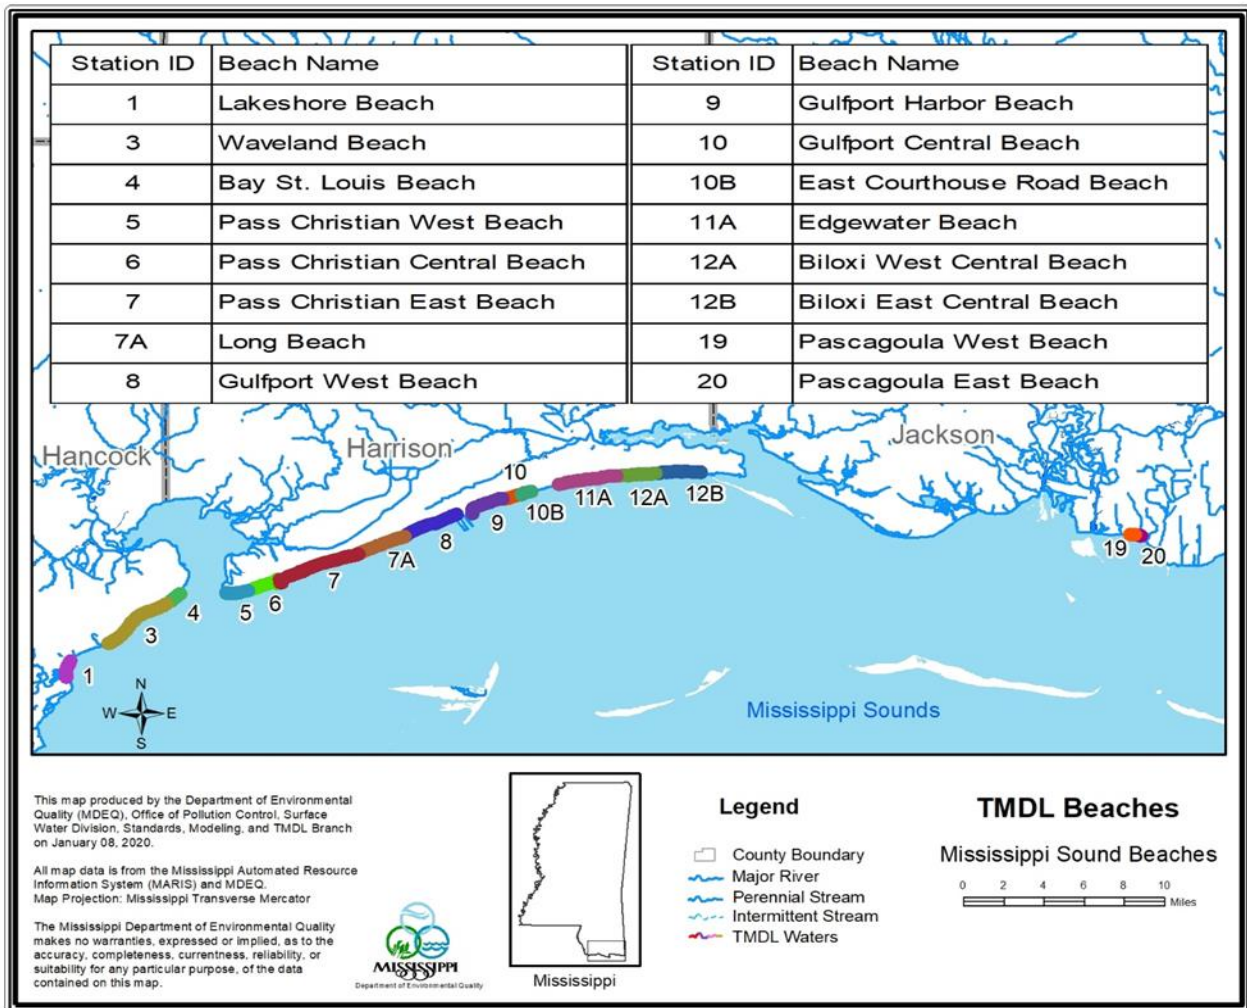 Station ID Beach Name
1 Lakeshore Beach
3 Waveland Beach
4 Bay St. Louis Beach
5 Pass Christian West Beach
6 Pass Christian Central Beach
7 Pass Christian East Beach
7A Long Beach
8 Gulfport West Beach
Station ID Beach Name
9 Gulfport Harbor Beach
10 Gulfport Central Beach
10B East Courthouse Road Beach
11A Edgewater Beach
12A Biloxi West Central Beach
12B Biloxi East Central Beach
19 Pascagoula West Beach
20 Pascagoula East Beach
Hancock
Harrison
Jackson
1
3
4
5
6
7
7A
8
9
10
10B
11A
12A
12B
19
20
N
W E
S
Mississippi Sounds
This map produced by the Department of Environmental
Quality (MDEQ), Office of Pollution Control, Surface
Water Division, Standards, Modeling, and TMDL Branch
on January 08, 2020.
All map data is from the Mississippi Automated Resource
Information System (MARIS) and MDEQ.
Map Projection: Mississippi Transverse Mercator
The Mississippi Department of Environmental Quality
makes no warranties, expressed or implied, as to the
accuracy, completeness, currentness, reliability, or
suitability for any particular purpose, of the data
contained on this map.
MISSISSIPPI
Department of Environmental Quality
Mississippi
Legend
County Boundary
Major River
Perennial Stream
Intermittent Stream
TMDL Waters
TMDL Beaches
Mississippi Sound Beaches
0 2 4 6 8 10
Miles